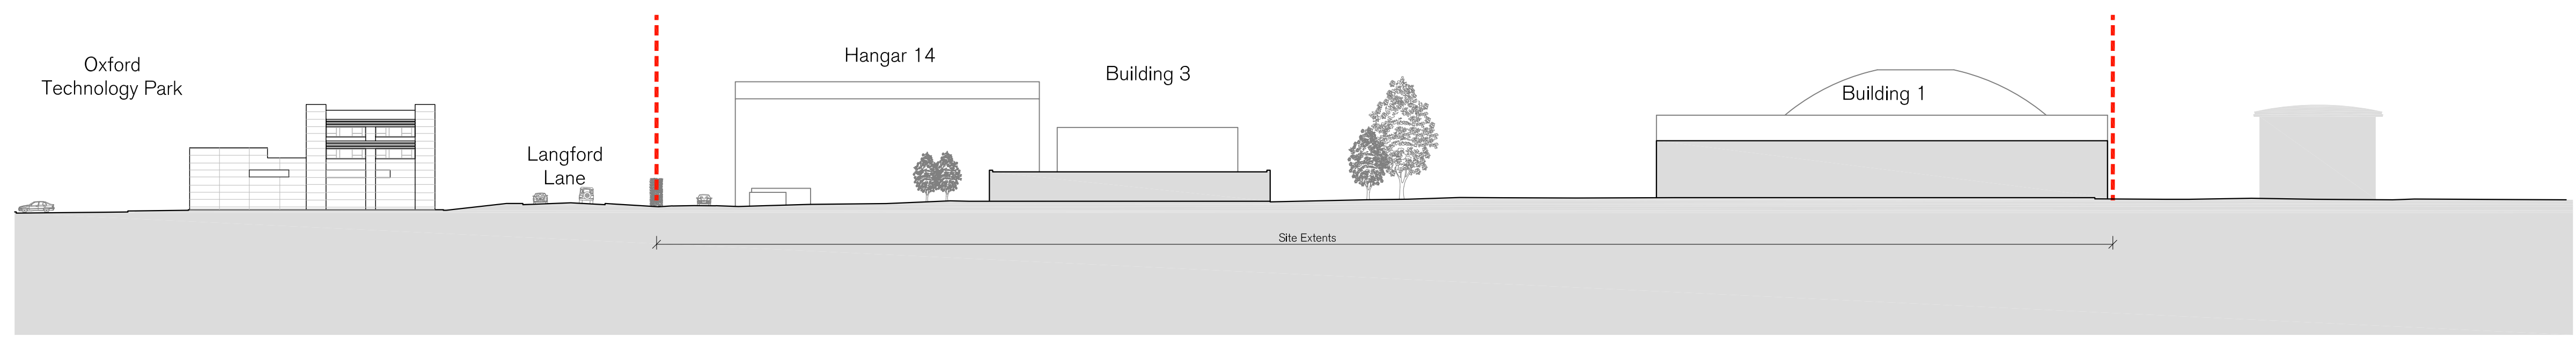 Oxford
Technology Park
Langford
Lane
Hangar 14
Building 3
Building 1
Site Extents